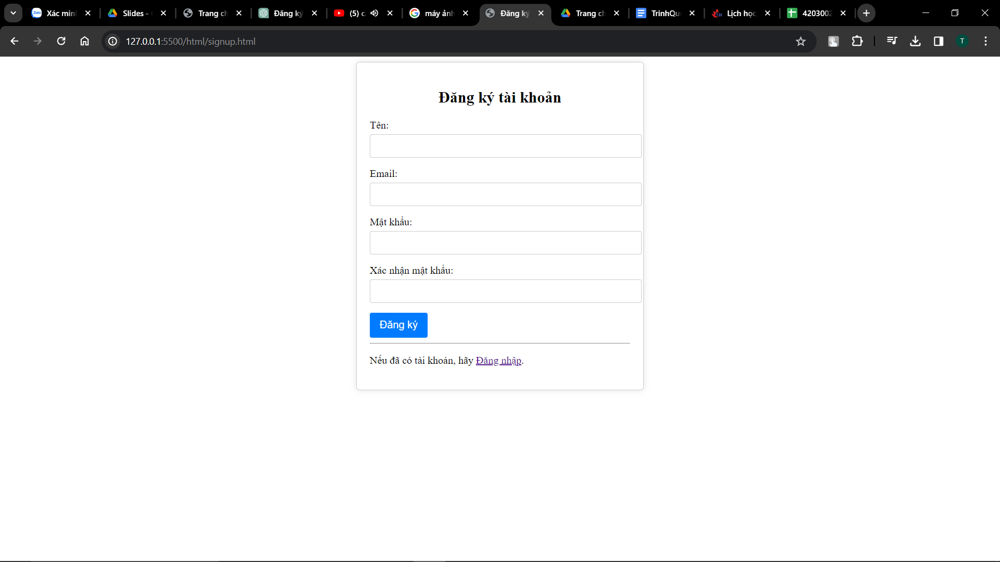 Xác minh
Slides -
Trang ch
Đăng ký
(5) c
máy ảnh
Đăng ký
Trang ch
TrinhQu
Lịch học
4203002
127.0.0.1:5500/html/signup.html
T
Đăng ký tài khoản
Tên:
Email:
Mật khẩu:
Xác nhận mật khẩu:
Đăng ký
Nếu đã có tài khoản, hãy Đăng nhập.